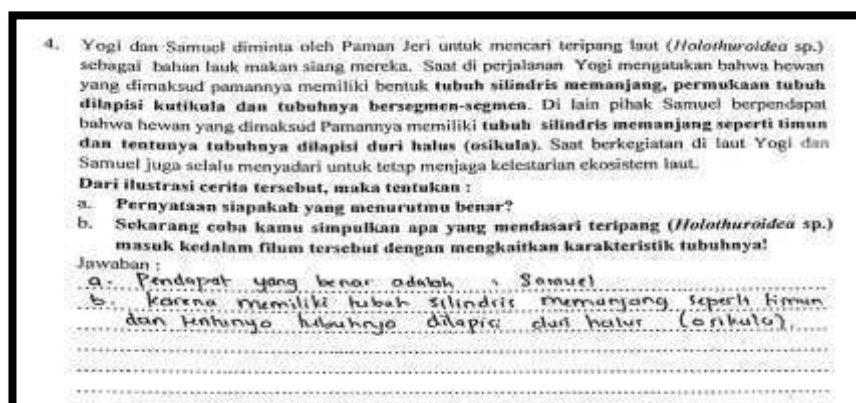 4. Yogi dan Samuel diminta oleh Paman Jeri untuk mencari teripang laut (Holothuroidea sp.)
sebagai bahan lauk makan siang mereka. Saat di perjalanan Yogi mengatakan bahwa hewan
yang dimaksud pamannya memiliki bentuk tubuh silindris memanjang, permukaan tubuh
dilapisi kutikula dan tubuhnya bersegmen-segmen. Di lain pihak Samuel berpendapat
bahwa hewan yang dimaksud Pamannya memiliki tubuh silindris memanjang seperti timun
dan tentunya tubuhnya dilapisi duri halus (osikula). Saat berkegiatan di laut Yogi dan
Samuel juga selalu menyadari untuk tetap menjaga kelestarian ekosistem laut.
Dari ilustrasi cerita tersebut, maka tentukan :
a. Pernyataan siapakah yang menurutmu benar?
b. Sekarang coba kamu simpulkan apa yang mendasari teripang (Holothuroidea sp.)
masuk kedalam filum tersebut dengan mengkaitkan karakteristik tubuhnya!
Jawaban :
a. Pendapat yang benar adalah : Samuel
b. karena memiliki tubuh silindris memanjang seperti timun
dan tentunya tubuhnya dilapisi duri halus (osikula)